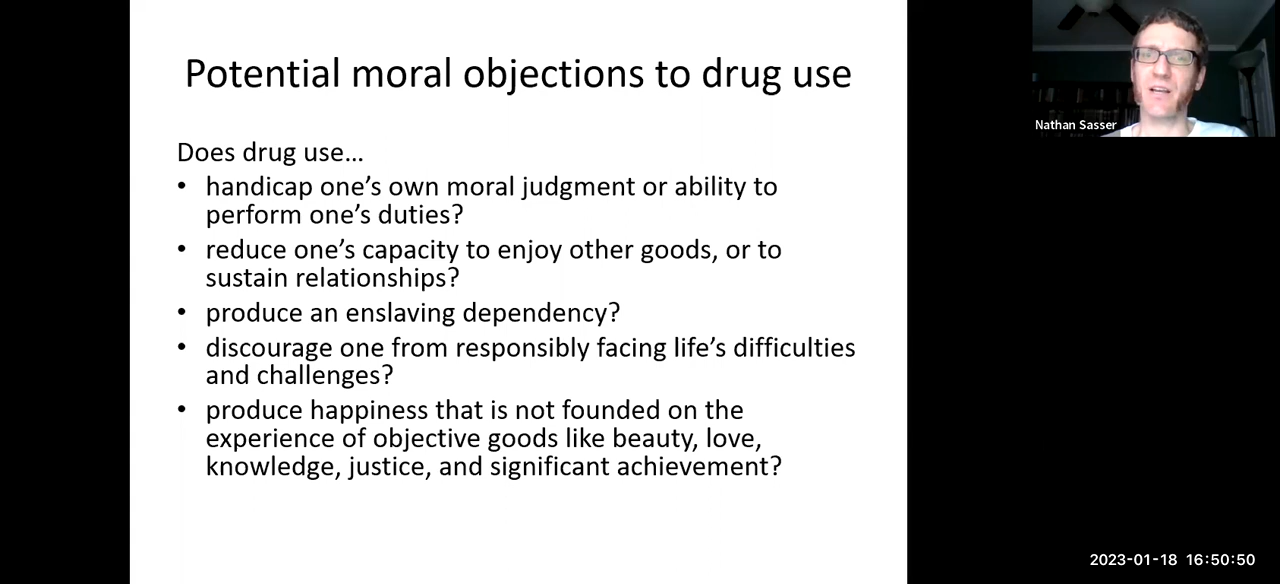 Potential moral objections to drug use
Does drug use…
• handicap one’s own moral judgment or ability to
perform one’s duties?
• reduce one’s capacity to enjoy other goods, or to
sustain relationships?
• produce an enslaving dependency?
• discourage one from responsibly facing life’s difficulties
and challenges?
• produce happiness that is not founded on the
experience of objective goods like beauty, love,
knowledge, justice, and significant achievement?
Nathan Sasser
2023-01-18 16:50:50